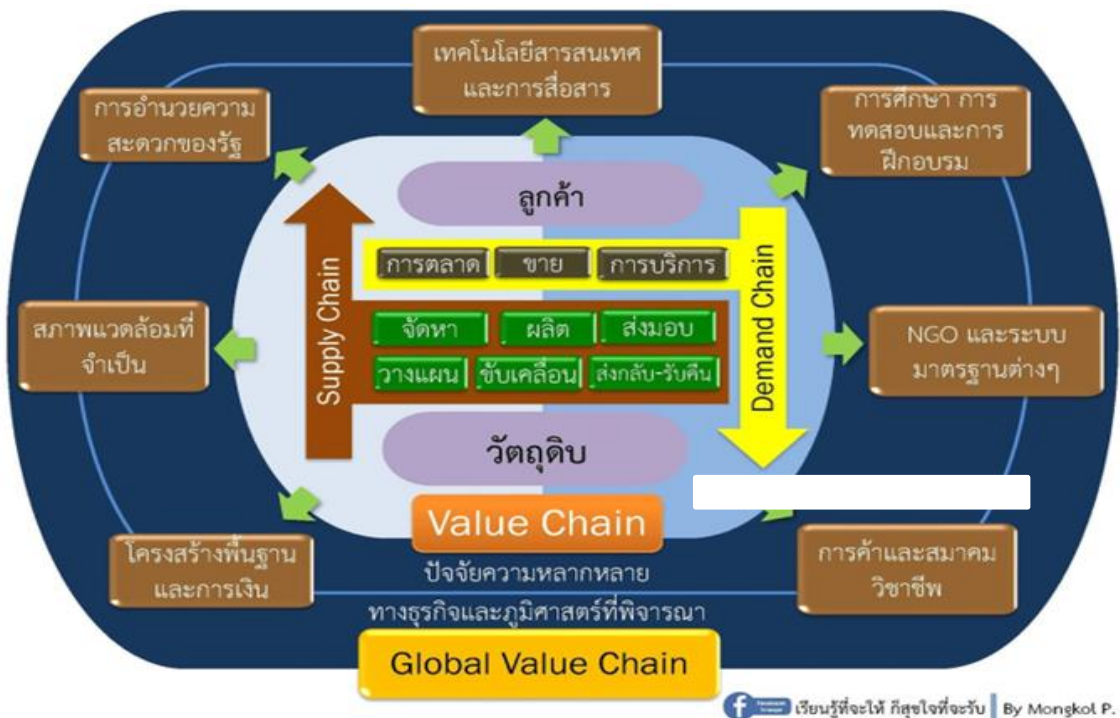 เทคโนโลยีสารสนเทศ
และการสื่อสาร
การอำนวยความ
สะดวกของรัฐ
การศึกษา การ
ทดสอบและการ
ฝึกอบรม
ลูกค้า
การตลาด
ขาย
การบริการ
Supply Chain
Demand Chain
จัดหา
ผลิต
ส่งมอบ
วางแผน
ขับเคลื่อน
ส่งกลับ-รับคืน
สภาพแวดล้อมที่
จำเป็น
NGO และระบบ
มาตรฐานต่างๆ
วัตถุดิบ
Value Chain
โครงสร้างพื้นฐาน
และการเงิน
การค้าและสมาคม
วิชาชีพ
ปัจจัยความหลากหลาย
ทางธุรกิจและภูมิศาสตร์ที่พิจารณา
Global Value Chain
เรียนรู้ที่จะให้ ก็สุขใจที่จะรับ
By Mongkol P.